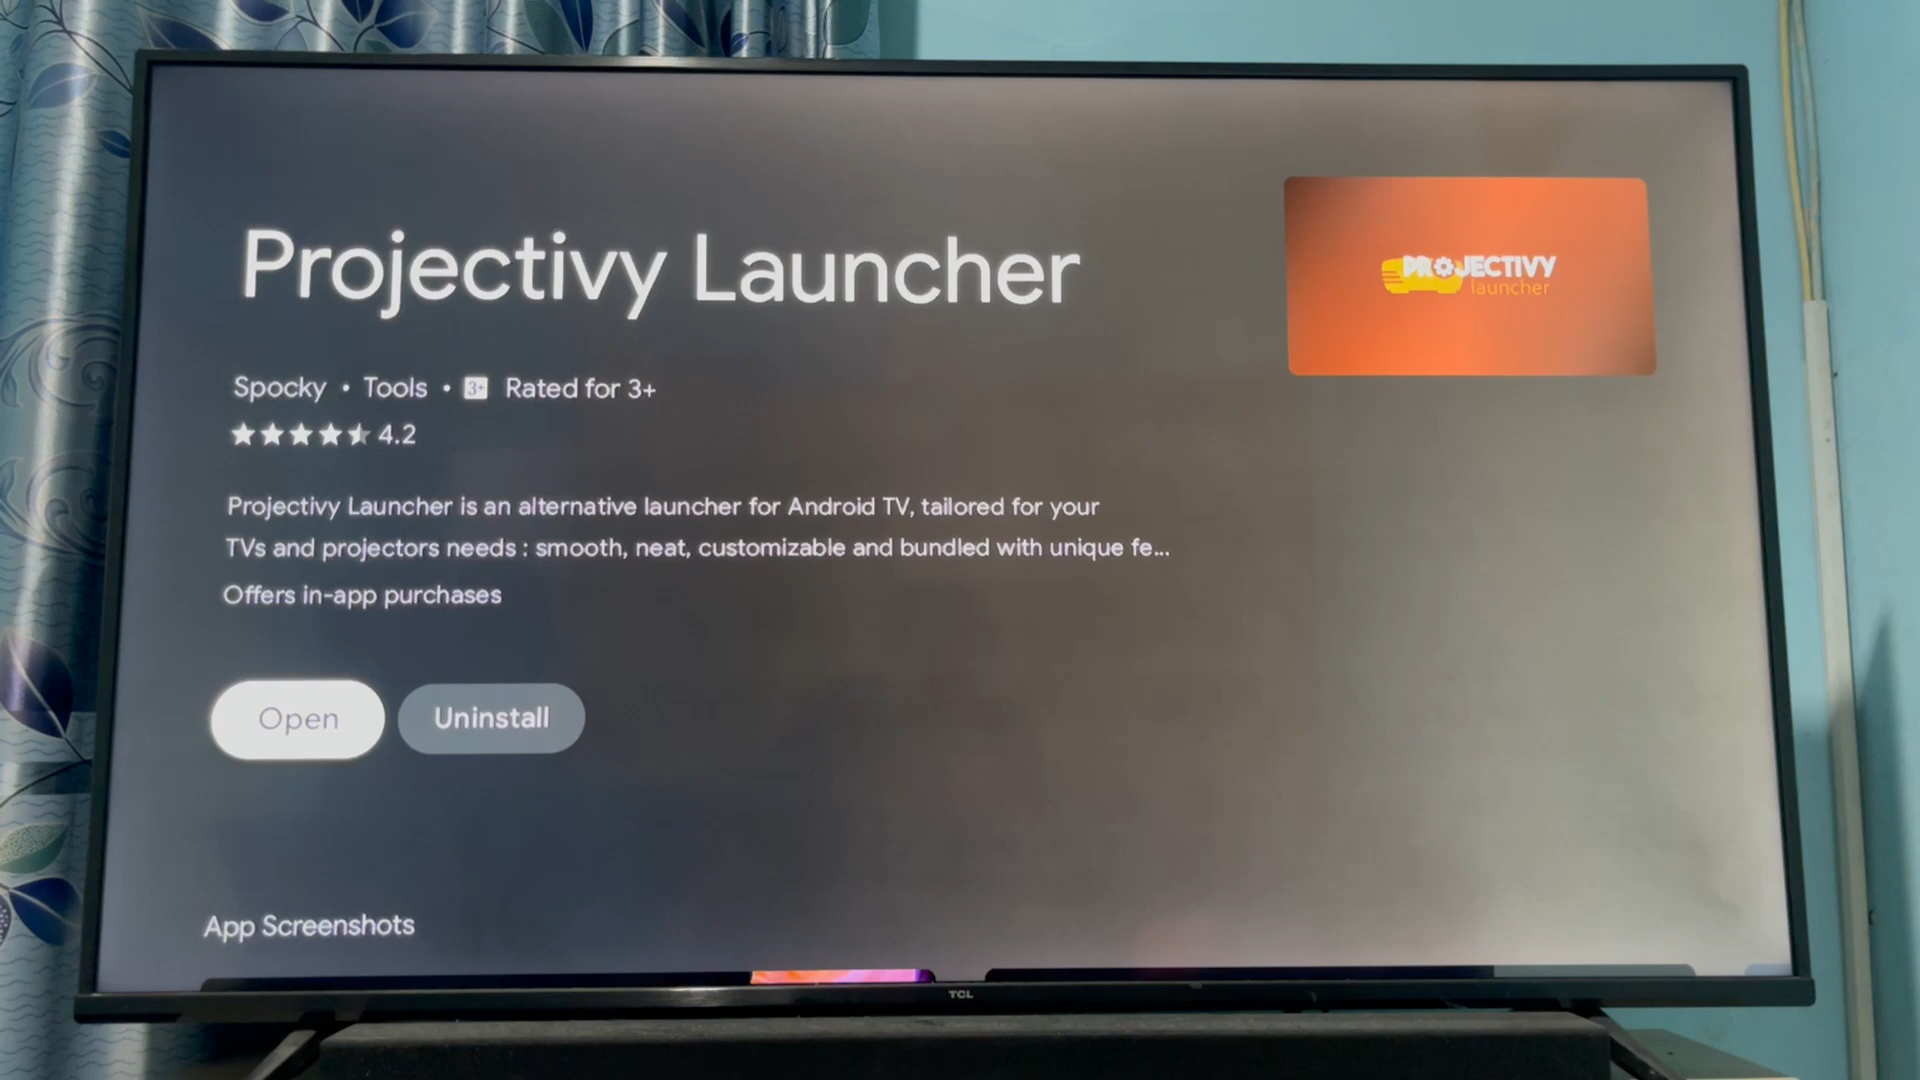 Projectivy Launcher
PROJECTIVY
launcher
Spocky • Tools • 3+ Rated for 3+
4.2
Projectivy Launcher is an alternative launcher for Android TV, tailored for your
TVs and projectors needs : smooth, neat, customizable and bundled with unique fe...
Offers in-app purchases
Open
Uninstall
App Screenshots
TCL